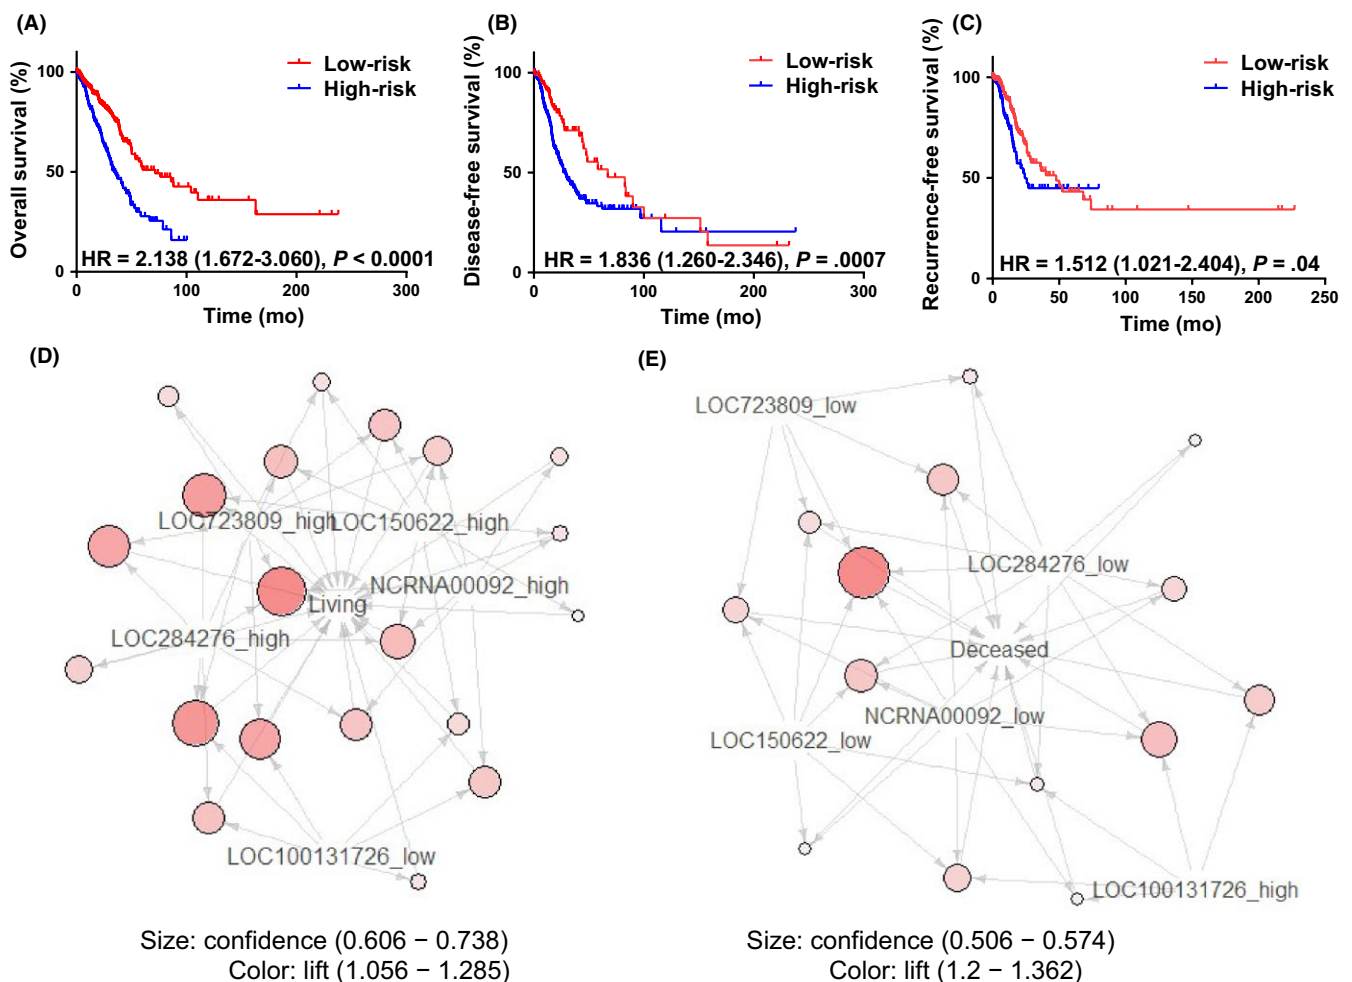 (A)
Overall survival (%)
100
50
0
0
100
200
300
Time (mo)
Low-risk
High-risk
HR = 2.138 (1.672-3.060), P < 0.0001
(B)
Disease-free survival (%)
100
50
0
0
100
200
300
Time (mo)
Low-risk
High-risk
HR = 1.836 (1.260-2.346), P = .0007
(C)
Recurrence-free survival (%)
100
50
0
0
50
100
150
200
250
Time (mo)
Low-risk
High-risk
HR = 1.512 (1.021-2.404), P = .04
(D)
LOC723809_high
LOC150622_high
NCRNA00092_high
Living
LOC284276_high
LOC100131726_low
Size: confidence (0.606 − 0.738)
Color: lift (1.056 − 1.285)
(E)
LOC723809_low
LOC284276_low
Deceased
NCRNA00092_low
LOC150622_low
LOC100131726_high
Size: confidence (0.506 − 0.574)
Color: lift (1.2 − 1.362)